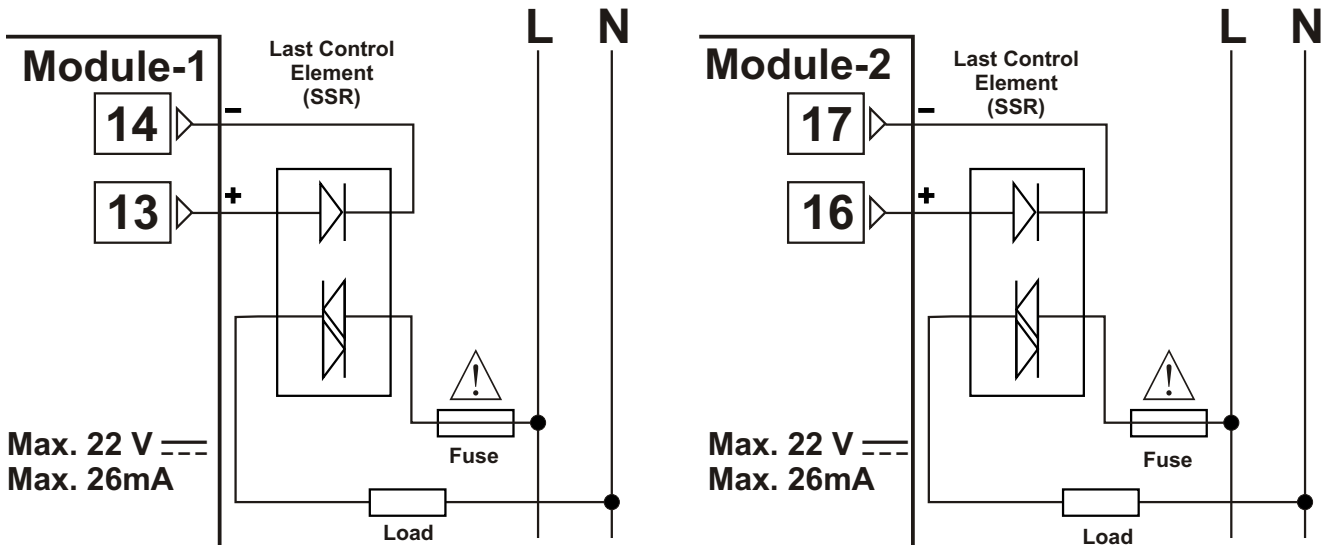 L N
Module-1
Last Control
Element
(SSR)
14
−
13
+
!
Fuse
Max. 22 V
Max. 26mA
Load
L N
Module-2
Last Control
Element
(SSR)
17
−
16
+
!
Fuse
Max. 22 V
Max. 26mA
Load